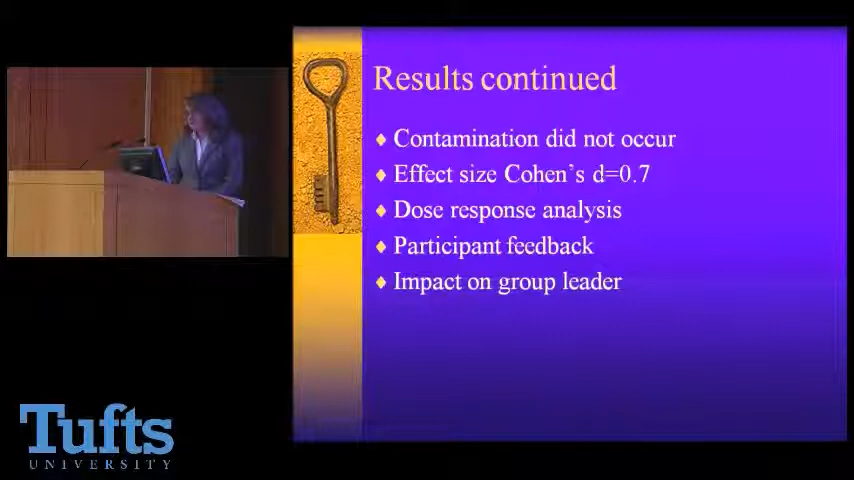 Results continued
Contamination did not occur
Effect size Cohen's d=0.7
Dose response analysis
Participant feedback
Impact on group leader
Tufts
UNIVERSITY